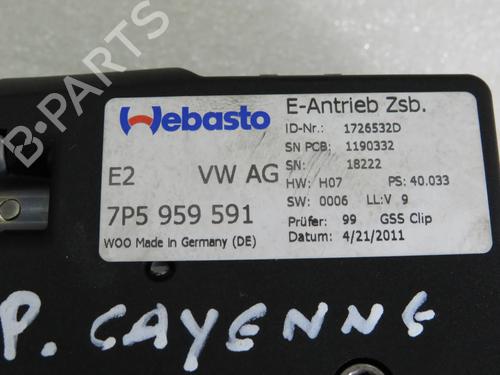 Webasto
E-Antrieb Zsb.
ID-Nr.: 1726532D
SN PCB: 1190332
SN: 18222
E2 VW AG
HW: H07 PS: 40.033
7P5 959 591
SW: 0006 LL:V 9
Prüfer: 99 GSS Clip
WOO Made in Germany (DE)
Datum: 4/21/2011
P. CAYENNE